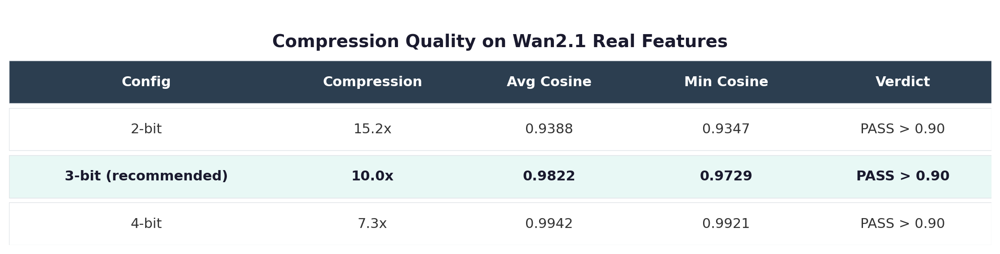 Compression Quality on Wan2.1 Real Features
Config Compression Avg Cosine Min Cosine Verdict
2-bit 15.2x 0.9388 0.9347 PASS > 0.90
3-bit (recommended) 10.0x 0.9822 0.9729 PASS > 0.90
4-bit 7.3x 0.9942 0.9921 PASS > 0.90